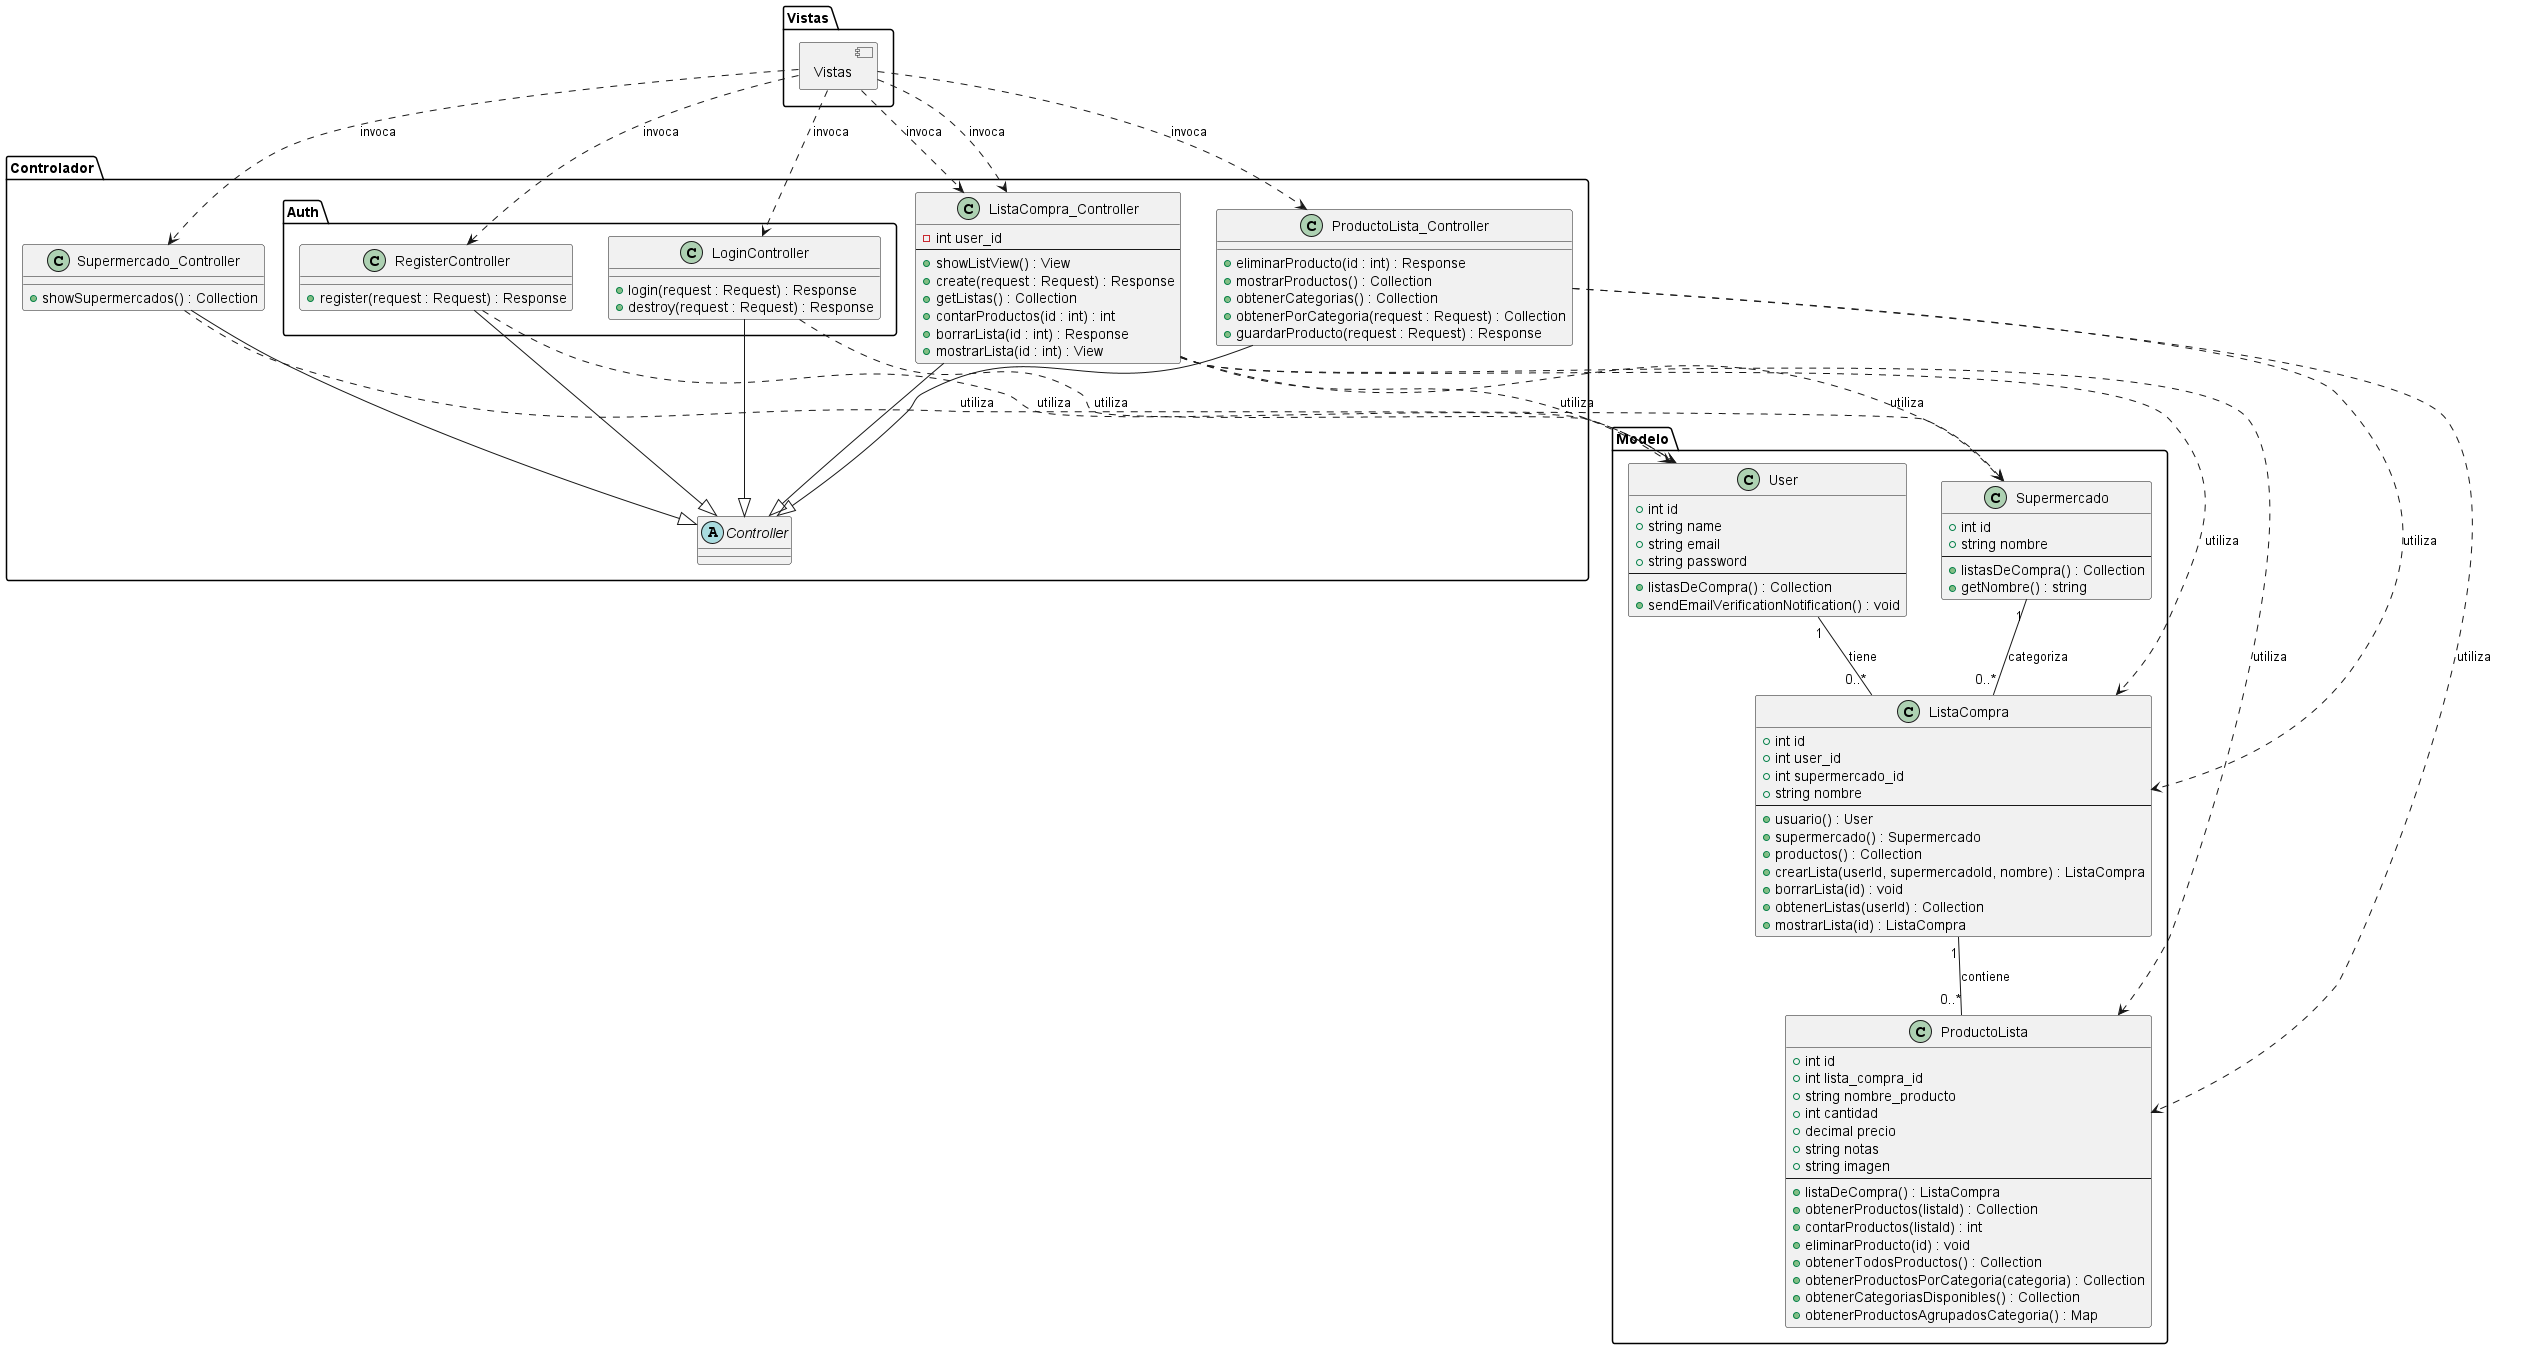 Vistas
Vistas
invoca
invoca
invoca
invoca
invoca
invoca
Controlador
Auth
C Supermercado_Controller
showSupermercados() : Collection
C RegisterController
register(request : Request) : Response
C LoginController
login(request : Request) : Response
destroy(request : Request) : Response
C ListaCompra_Controller
int user_id
showListView() : View
create(request : Request) : Response
getListas() : Collection
contarProductos(id : int) : int
borrarLista(id : int) : Response
mostrarLista(id : int) : View
C ProductoLista_Controller
eliminarProducto(id : int) : Response
mostrarProductos() : Collection
obtenerCategorias() : Collection
obtenerPorCategoria(request : Request) : Collection
guardarProducto(request : Request) : Response
utiliza
utiliza
utiliza
utiliza
utiliza
A Controller
Modelo
C User
int id
string name
string email
string password
listasDeCompra() : Collection
sendEmailVerificationNotification() : void
C Supermercado
int id
string nombre
listasDeCompra() : Collection
getNombre() : string
utiliza
utiliza
1
tiene
0..*
1
categoriza
0..*
utiliza
utiliza
C ListaCompra
int id
int user_id
int supermercado_id
string nombre
usuario() : User
supermercado() : Supermercado
productos() : Collection
crearLista(userId, supermercadoId, nombre) : ListaCompra
borrarLista(id) : void
obtenerListas(userId) : Collection
mostrarLista(id) : ListaCompra
1
contiene
0..*
C ProductoLista
int id
int lista_compra_id
string nombre_producto
int cantidad
decimal precio
string notas
string imagen
listaDeCompra() : ListaCompra
obtenerProductos(listaId) : Collection
contarProductos(listaId) : int
eliminarProducto(id) : void
obtenerTodosProductos() : Collection
obtenerProductosPorCategoria(categoria) : Collection
obtenerCategoriasDisponibles() : Collection
obtenerProductosAgrupadosCategoria() : Map